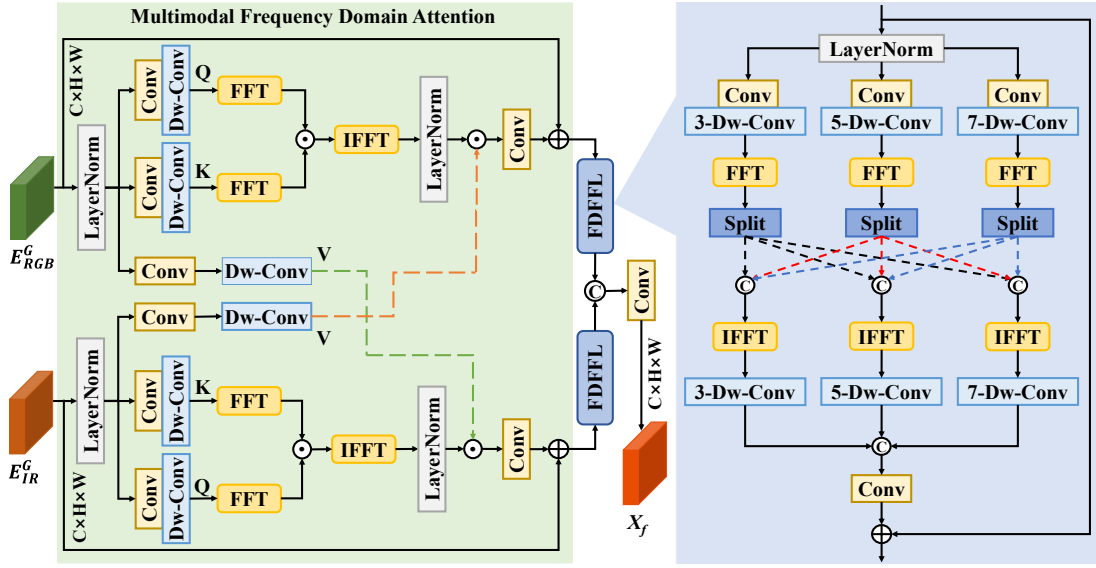 Multimodal Frequency Domain Attention
C×H×W
LayerNorm
Conv
Dw-Conv
Q
FFT
Conv
Dw-Conv
K
FFT
IFFT
LayerNorm
Conv
E^G_RGB
Conv
Dw-Conv
V
Conv
Dw-Conv
V
LayerNorm
Conv
Dw-Conv
K
FFT
Conv
Dw-Conv
Q
FFT
IFFT
LayerNorm
Conv
E^G_IR
C×H×W
FDFFL
C
Conv
FDFFL
C×H×W
X_f
LayerNorm
Conv Conv Conv
3-Dw-Conv 5-Dw-Conv 7-Dw-Conv
FFT FFT FFT
Split Split Split
C C C
IFFT IFFT IFFT
3-Dw-Conv 5-Dw-Conv 7-Dw-Conv
C
Conv